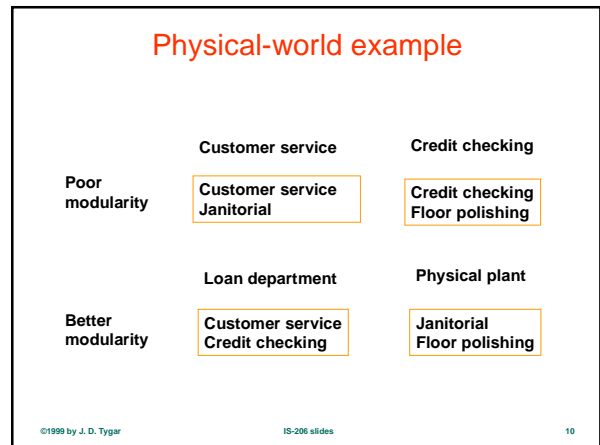 Physical-world example
Customer service
Credit checking
Poor
modularity
Customer service
Janitorial
Credit checking
Floor polishing
Loan department
Physical plant
Better
modularity
Customer service
Credit checking
Janitorial
Floor polishing
©1999 by J. D. Tygar
IS-206 slides
10